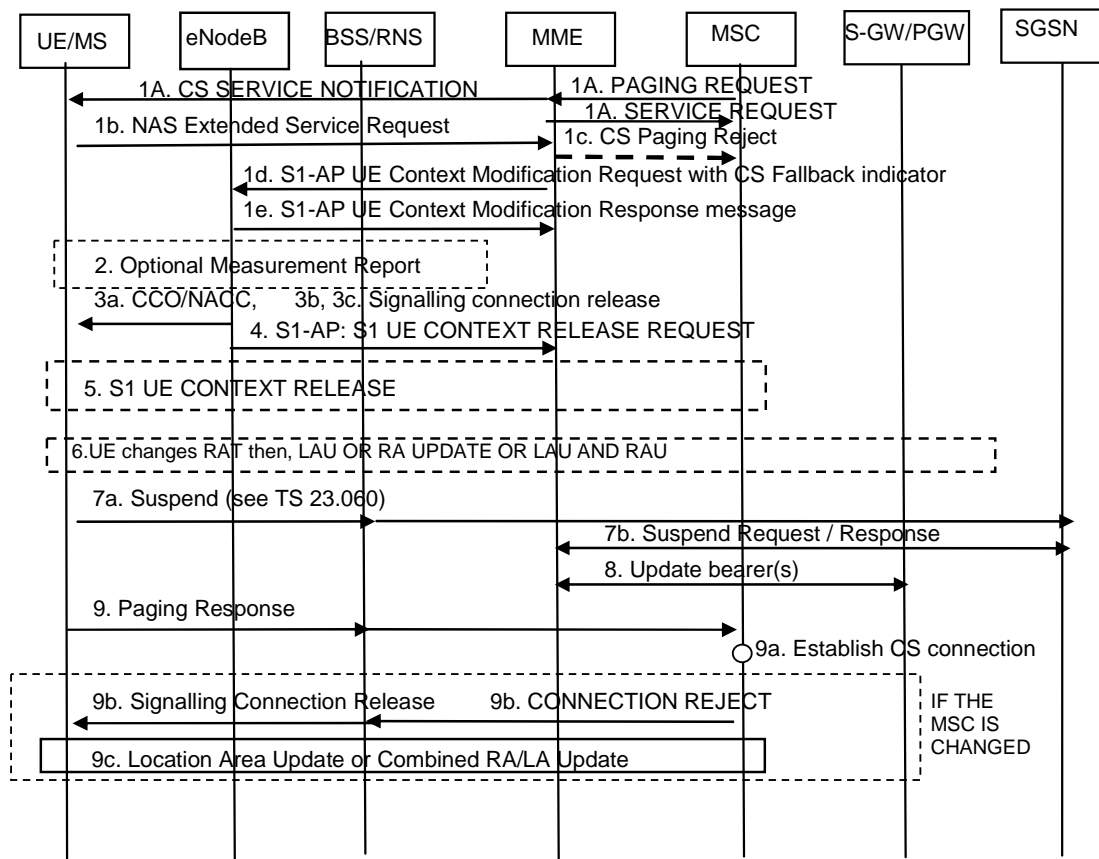 UE/MS
eNodeB
BSS/RNS
MME
MSC
S-GW/PGW
SGSN
1A. CS SERVICE NOTIFICATION
1A. PAGING REQUEST
1A. SERVICE REQUEST
1b. NAS Extended Service Request
1c. CS Paging Reject
1d. S1-AP UE Context Modification Request with CS Fallback indicator
1e. S1-AP UE Context Modification Response message
2. Optional Measurement Report
3a. CCO/NACC,
3b, 3c. Signalling connection release
4. S1-AP: S1 UE CONTEXT RELEASE REQUEST
5. S1 UE CONTEXT RELEASE
6.UE changes RAT then, LAU OR RA UPDATE OR LAU AND RAU
7a. Suspend (see TS 23.060)
7b. Suspend Request / Response
8. Update bearer(s)
9. Paging Response
9a. Establish CS connection
9b. Signalling Connection Release
9b. CONNECTION REJECT
IF THE
MSC IS
CHANGED
9c. Location Area Update or Combined RA/LA Update